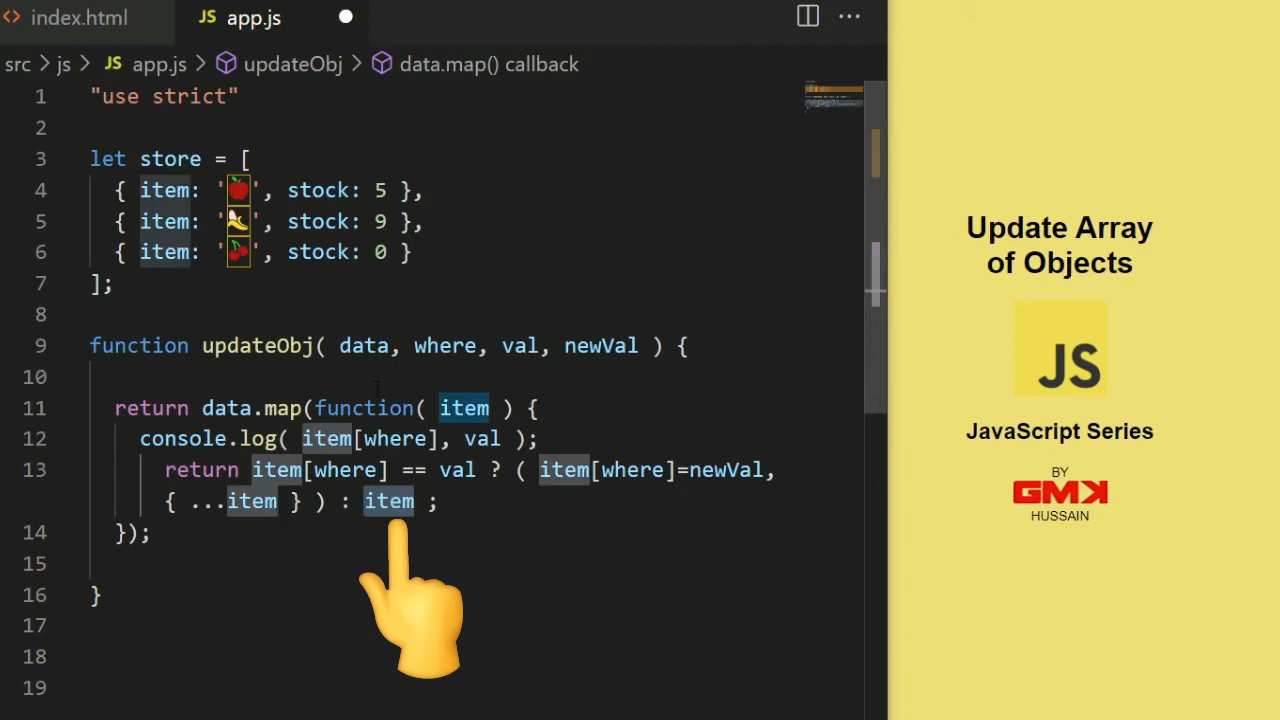 index.html
JS app.js
src > js > JS app.js > updateObj > data.map() callback
1 "use strict"
2
3 let store = [
4 { item: '🍎', stock: 5 },
5 { item: '🍌', stock: 9 },
6 { item: '🍒', stock: 0 }
7 ];
8
9 function updateObj( data, where, val, newVal ) {
10
11 return data.map(function( item ) {
12 console.log( item[where], val );
13 return item[where] == val ? ( item[where]=newVal,
{ ...item } ) : item ;
14 });
15
16 }
17
18
19
Update Array
of Objects
JS
JavaScript Series
BY
GMK
HUSSAIN